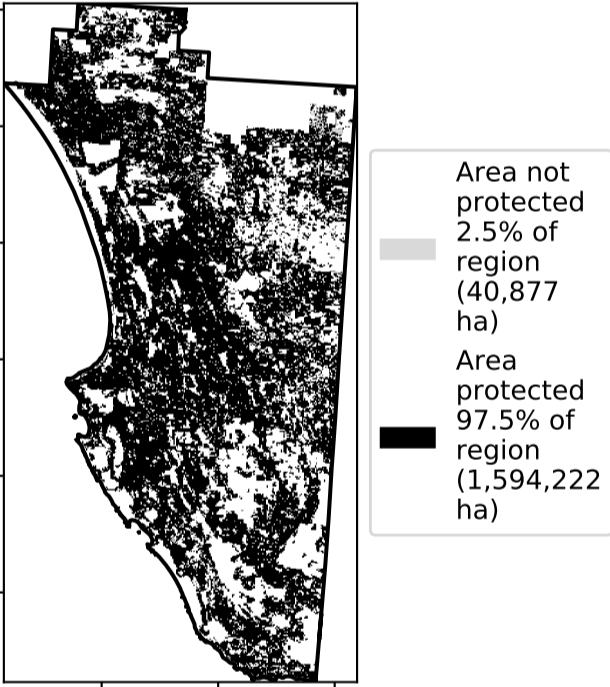 Area not
protected
2.5% of
region
(40,877
ha)
Area
protected
97.5% of
region
(1,594,222
ha)